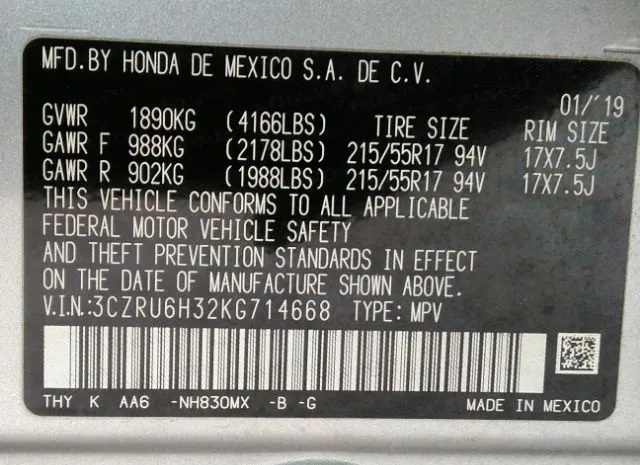 MFD.BY HONDA DE MEXICO S.A. DE C.V.
01/'19
GVWR 1890KG (4166LBS) TIRE SIZE RIM SIZE
GAWR F 988KG (2178LBS) 215/55R17 94V 17X7.5J
GAWR R 902KG (1988LBS) 215/55R17 94V 17X7.5J
THIS VEHICLE CONFORMS TO ALL APPLICABLE
FEDERAL MOTOR VEHICLE SAFETY
AND THEFT PREVENTION STANDARDS IN EFFECT
ON THE DATE OF MANUFACTURE SHOWN ABOVE.
V.I.N.:3CZRU6H32KG714668 TYPE: MPV
THY K AA6 -NH830MX -B -G MADE IN MEXICO